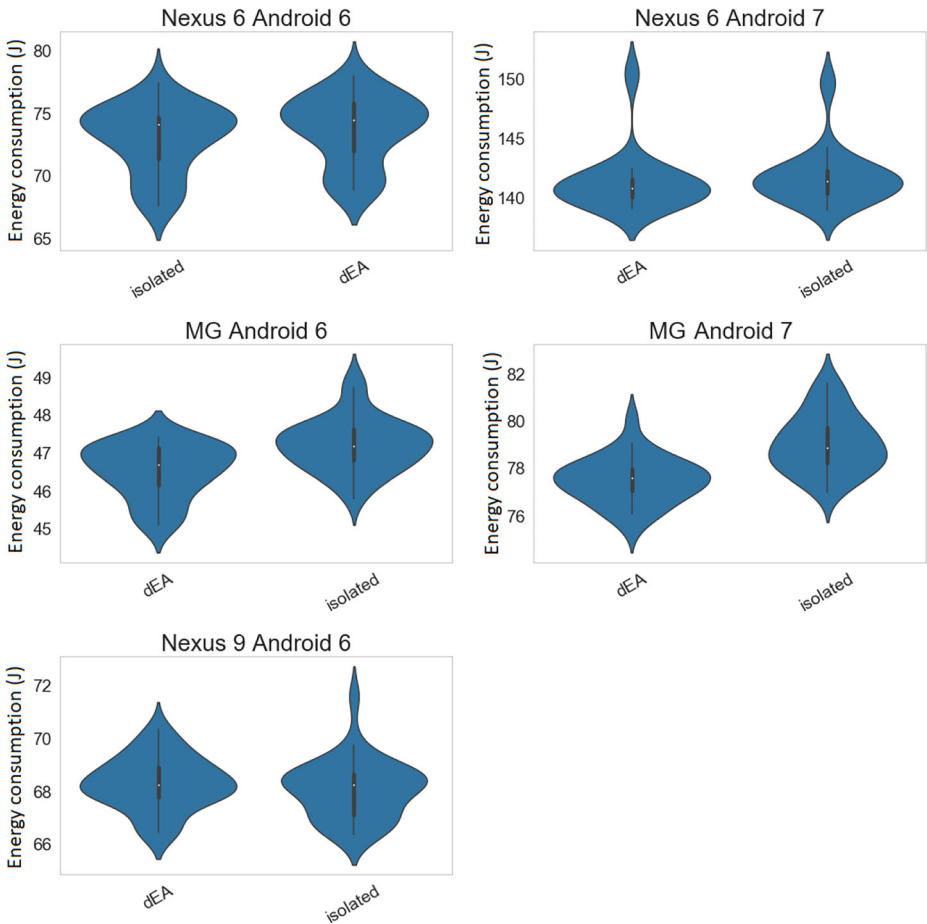 Nexus 6 Android 6
Energy consumption (J)
80
75
70
65
isolated
dEA
Nexus 6 Android 7
Energy consumption (J)
150
145
140
dEA
isolated
MG Android 6
Energy consumption (J)
49
48
47
46
45
dEA
isolated
MG Android 7
Energy consumption (J)
82
80
78
76
dEA
isolated
Nexus 9 Android 6
Energy consumption (J)
72
70
68
66
dEA
isolated